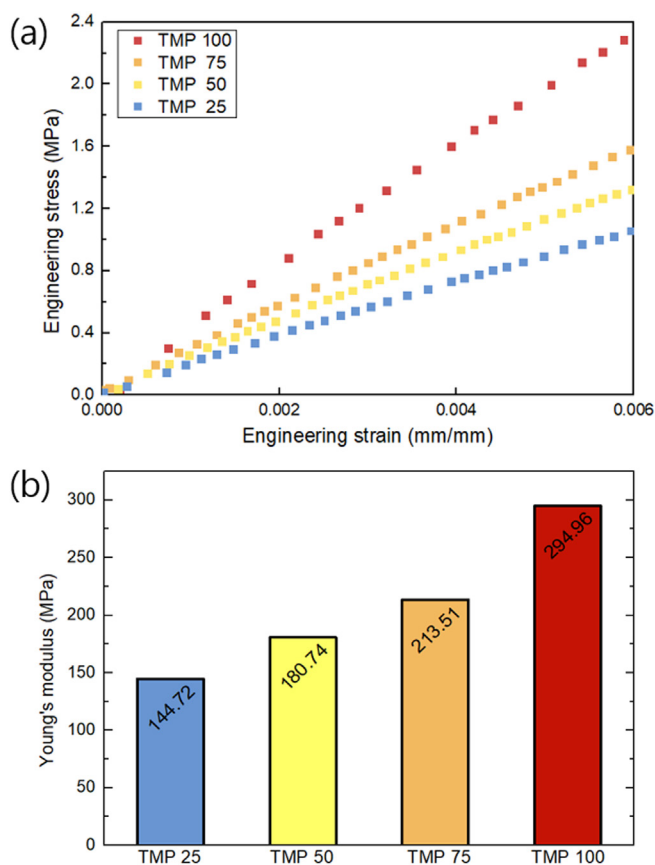 (a)
2.4
2.0
1.6
1.2
0.8
0.4
0.0
Engineering stress (MPa)
TMP 100
TMP 75
TMP 50
TMP 25
0.000 0.002 0.004 0.006
Engineering strain (mm/mm)
(b)
300
250
200
150
100
50
0
Young's modulus (MPa)
144.72
180.74
213.51
294.96
TMP 25 TMP 50 TMP 75 TMP 100